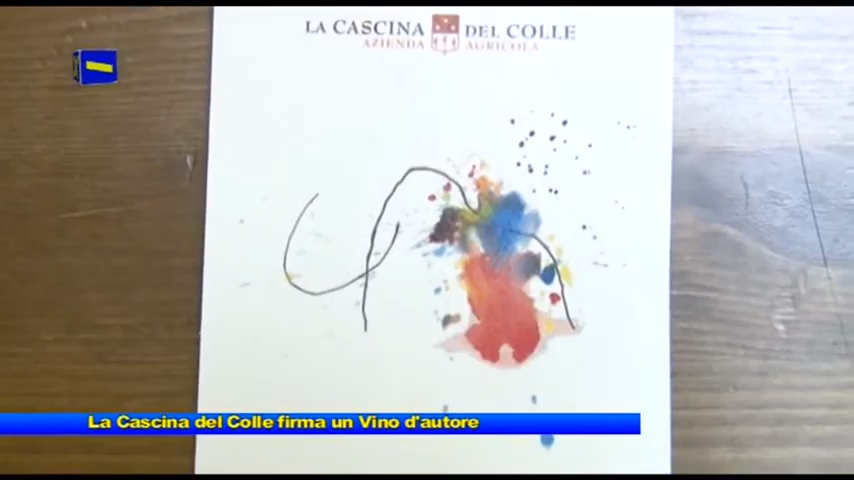 LA CASCINA DEL COLLE
AZIENDA AGRICOLA
La Cascina del Colle firma un Vino d'autore